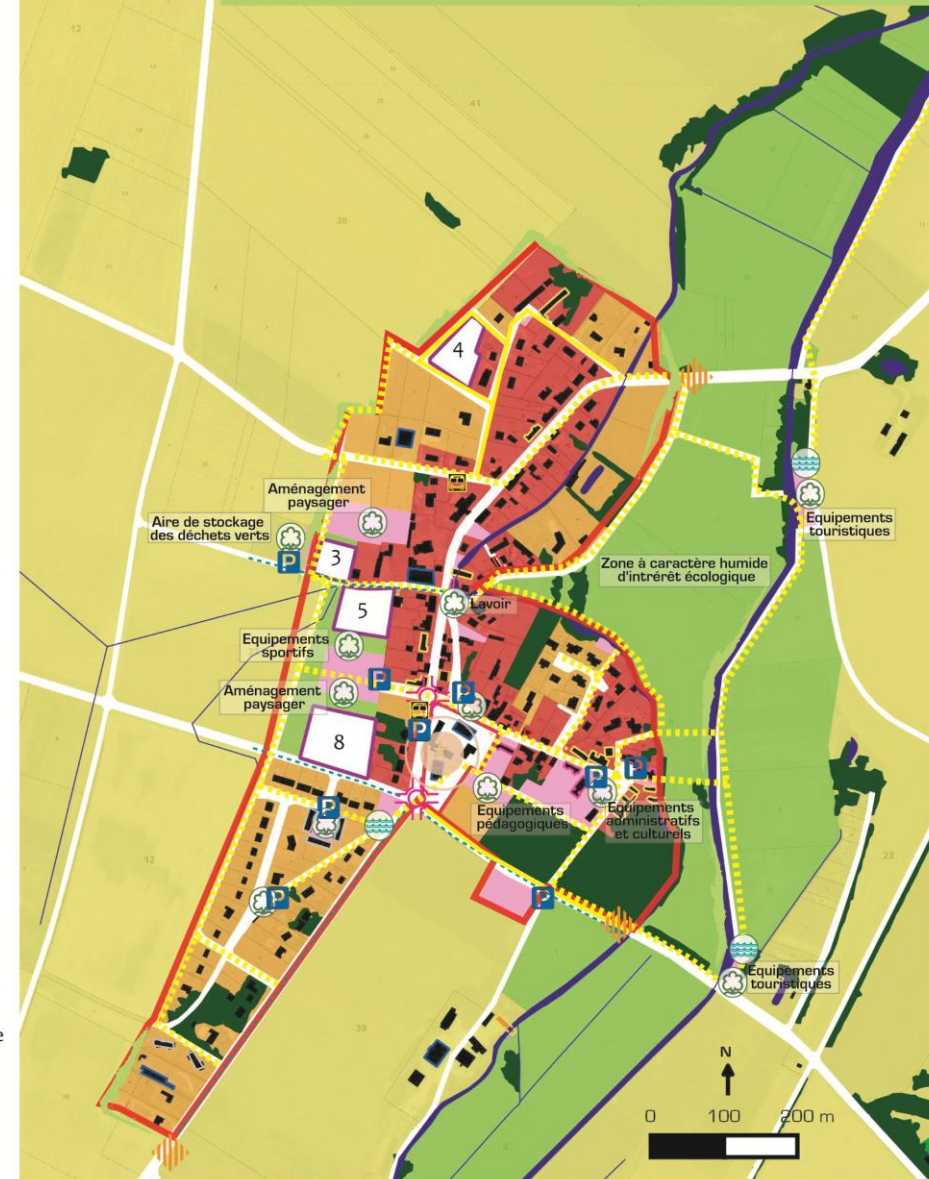 12
41
35
4
Aménagement
paysager
Aire de stockage
des déchets verts
P
3
Equipements
touristiques
Zone à caractère humide
d'intrérêt écologique
5
Lavoir
Equipements
sportifs
P
P
Aménagement
paysager
P
8
P
P
Equipements
pédagogiques
Equipements
administratifs
et culturels
P
12
23
P
P
Equipements
touristiques
e
30
N
0 100 200 m